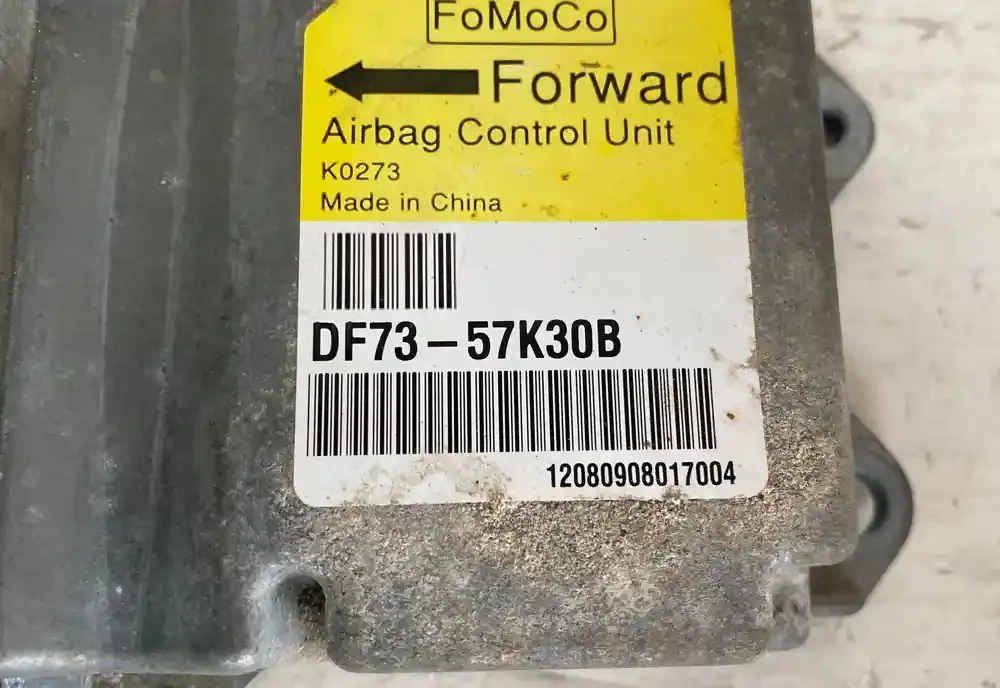 FoMoCo
Forward
Airbag Control Unit
K0273
Made in China
DF73-57K30B
12080908017004